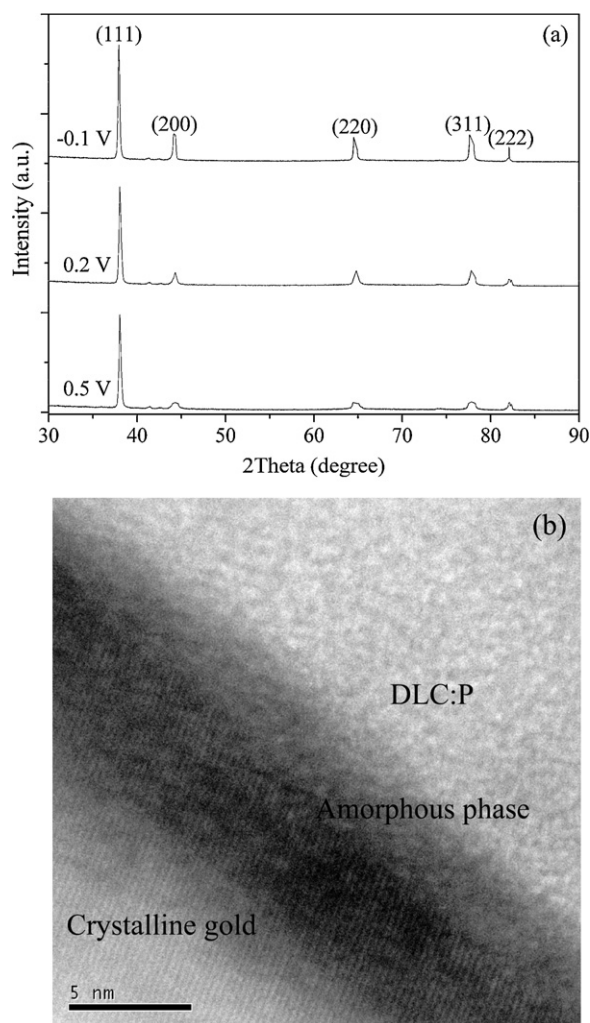 (a)
(111)
(200)
(220)
(311)
(222)
-0.1 V
0.2 V
0.5 V
Intensity (a.u.)
30 40 50 60 70 80 90
2Theta (degree)
(b)
DLC:P
Amorphous phase
Crystalline gold
5 nm